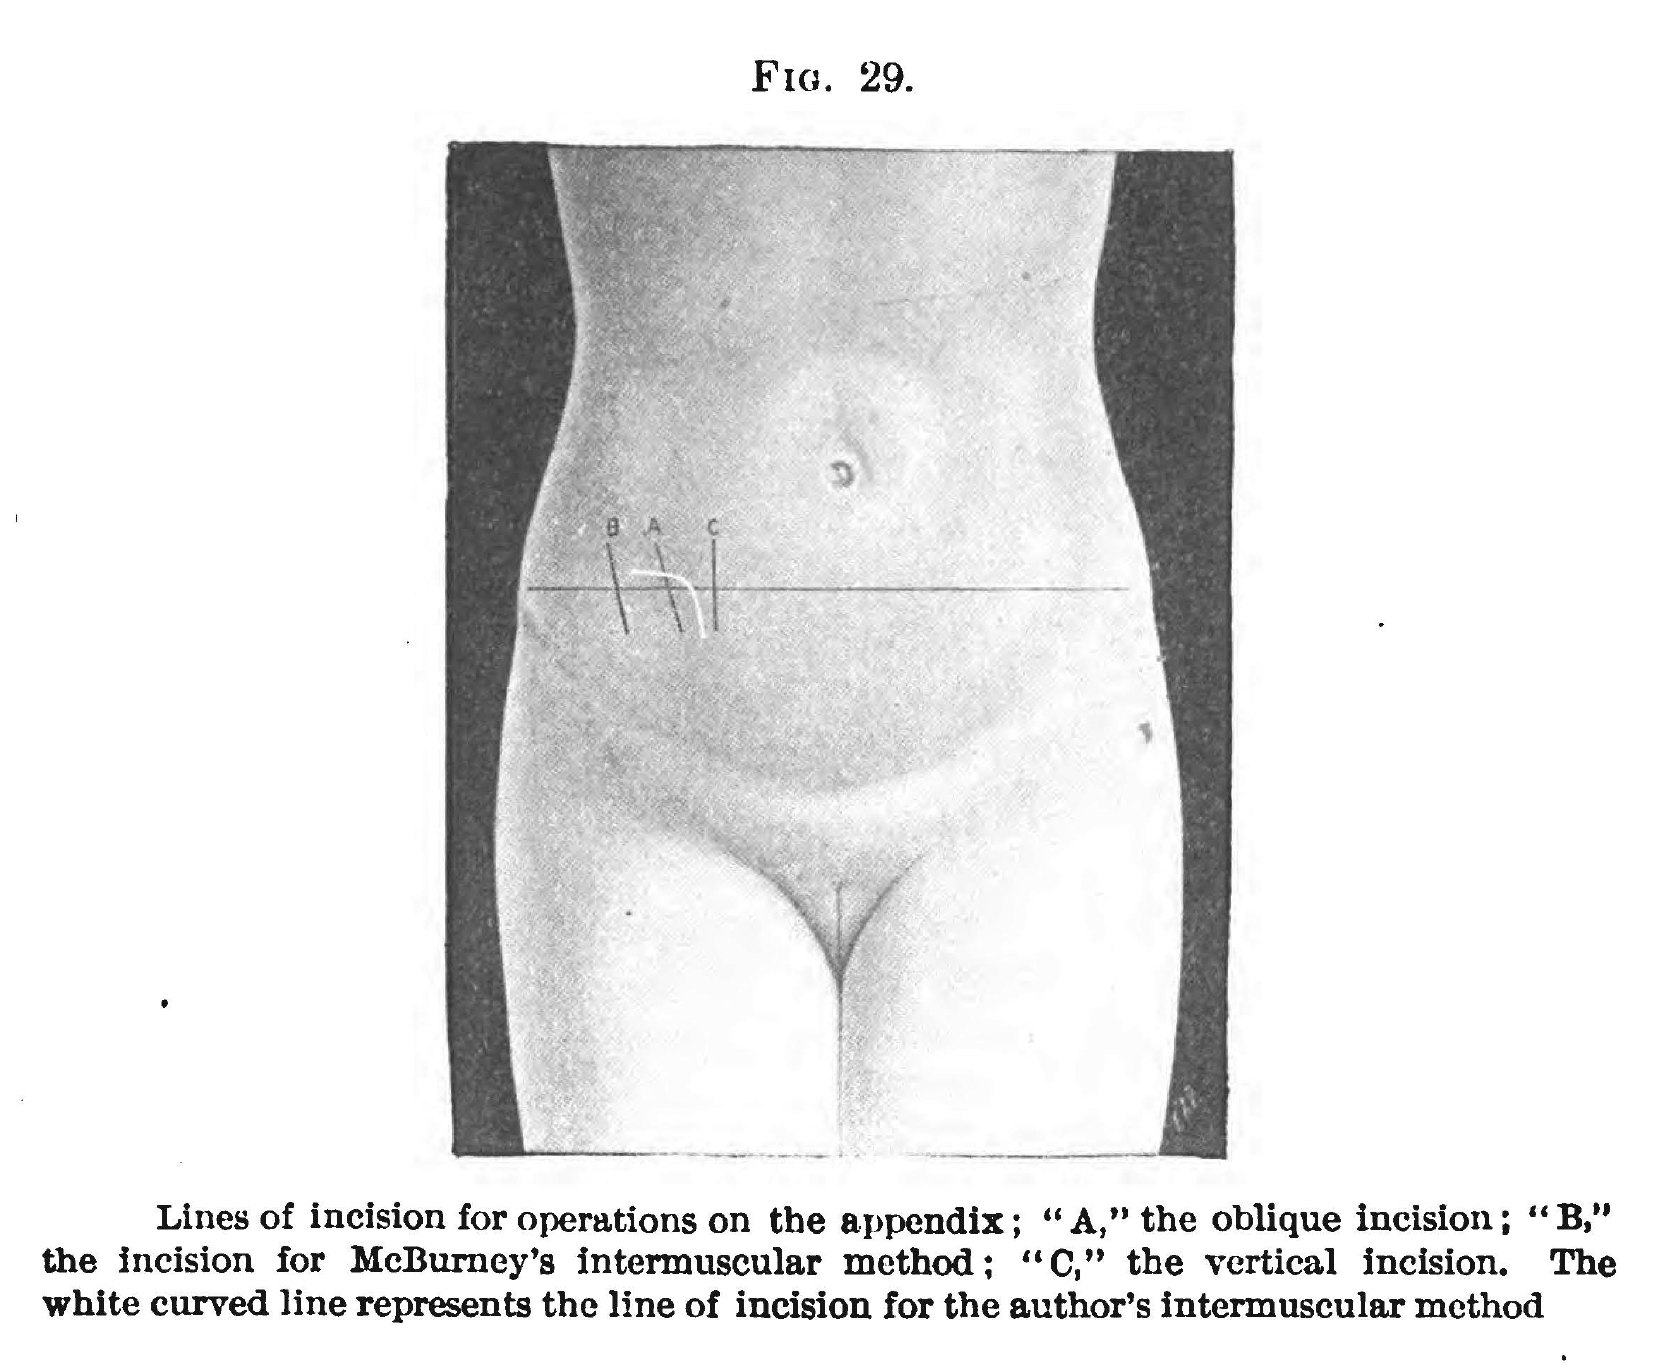 FIG. 29.
B A C
Lines of incision for operations on the appendix; “A,” the oblique incision; “B,”
the incision for McBurney’s intermuscular method; “C,” the vertical incision. The
white curved line represents the line of incision for the author’s intermuscular method